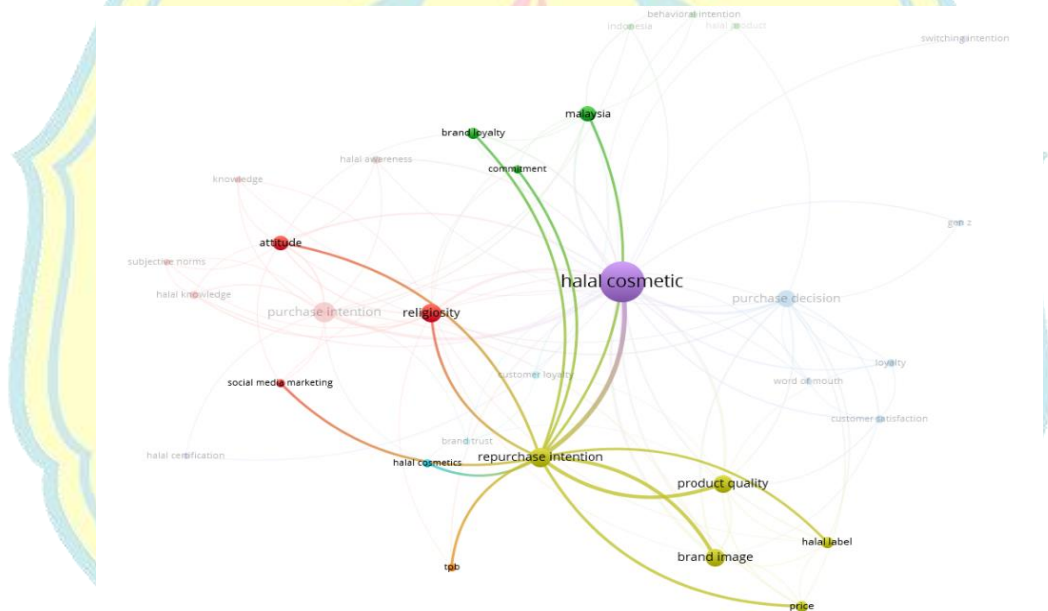 behavioral intention
indonesia
halal product
switching intention
malaysia
brand loyalty
commitment
halal awareness
knowledge
gen z
attitude
subjective norms
halal cosmetic
halal knowledge
purchase intention
religiosity
purchase decision
customer loyalty
loyalty
social media marketing
word of mouth
customer satisfaction
brand trust
halal certification
repurchase intention
halal cosmetics
product quality
halal label
brand image
tpb
price